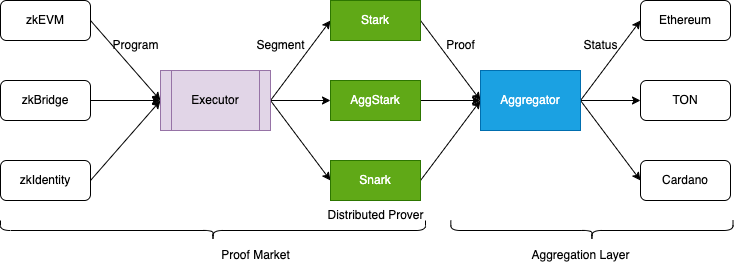 zkEVM
Program
zkBridge
zkIdentity
Executor
Segment
Stark
AggStark
Snark
Distributed Prover
Proof
Aggregator
Status
Ethereum
TON
Cardano
Proof Market
Aggregation Layer